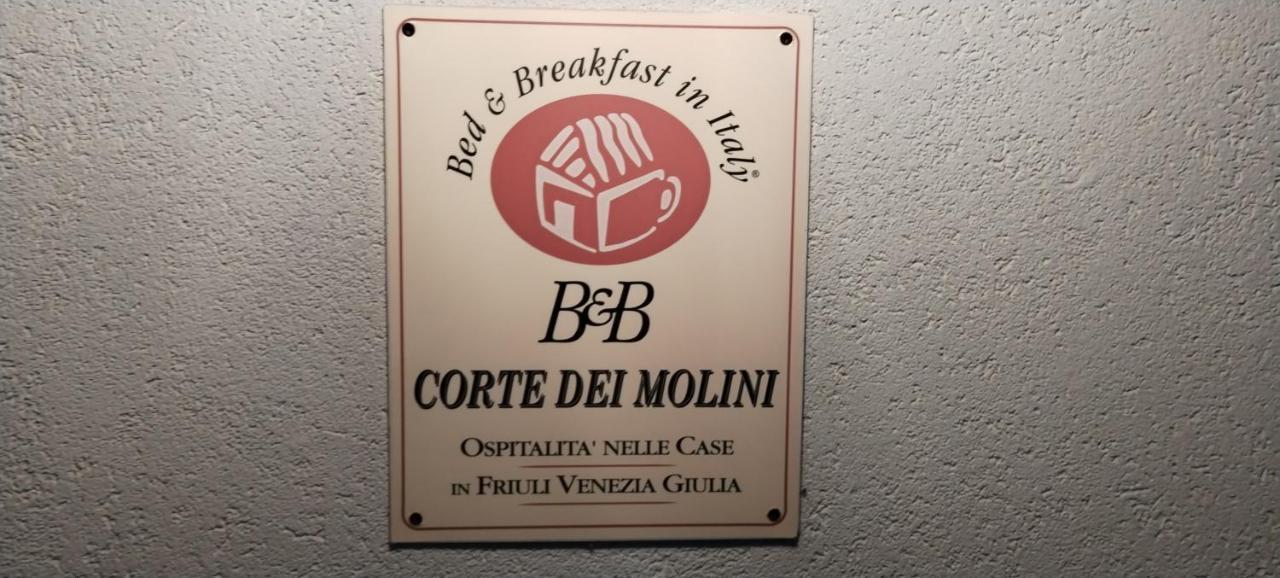 Bed & Breakfast in Italy®
B&B
CORTE DEI MOLINI
OSPITALITA' NELLE CASE
IN FRIULI VENEZIA GIULIA